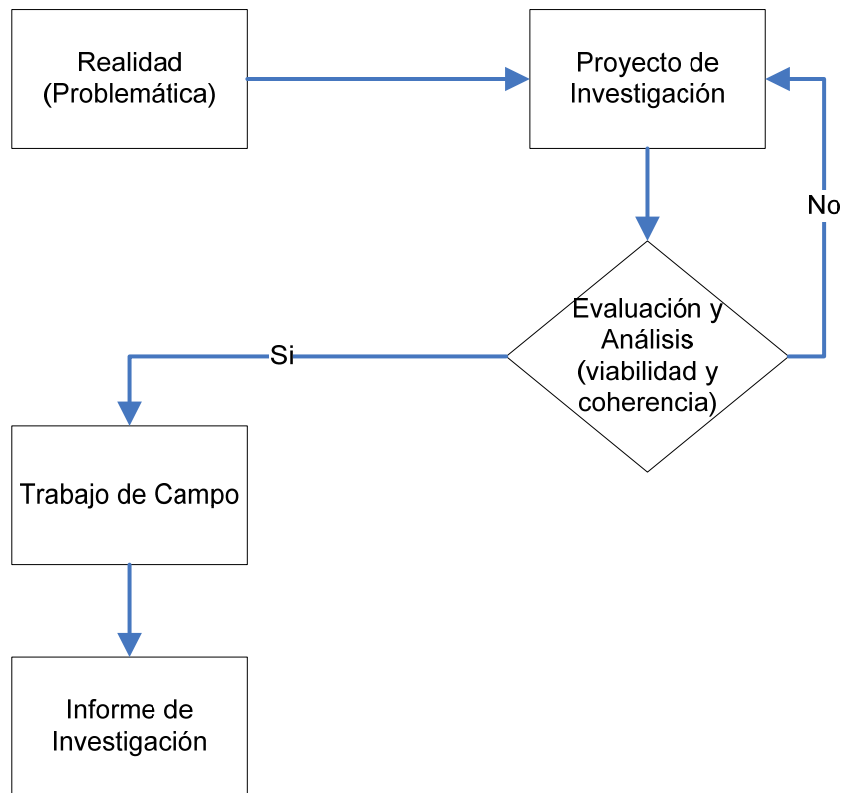 Realidad
(Problemática)
Proyecto de
Investigación
No
Evaluación y
Análisis
(viabilidad y
coherencia)
Si
Trabajo de Campo
Informe de
Investigación